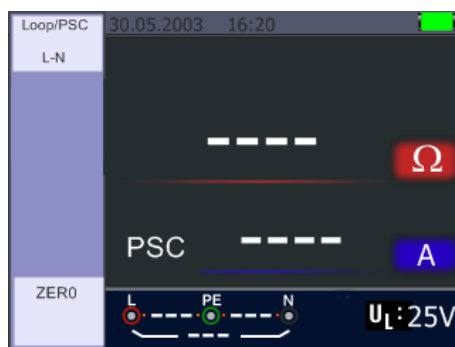 Loop/PSC 30.05.2003 16:20
L-N
---- Ω
PSC ---- A
ZER0
L PE N
UL:25V